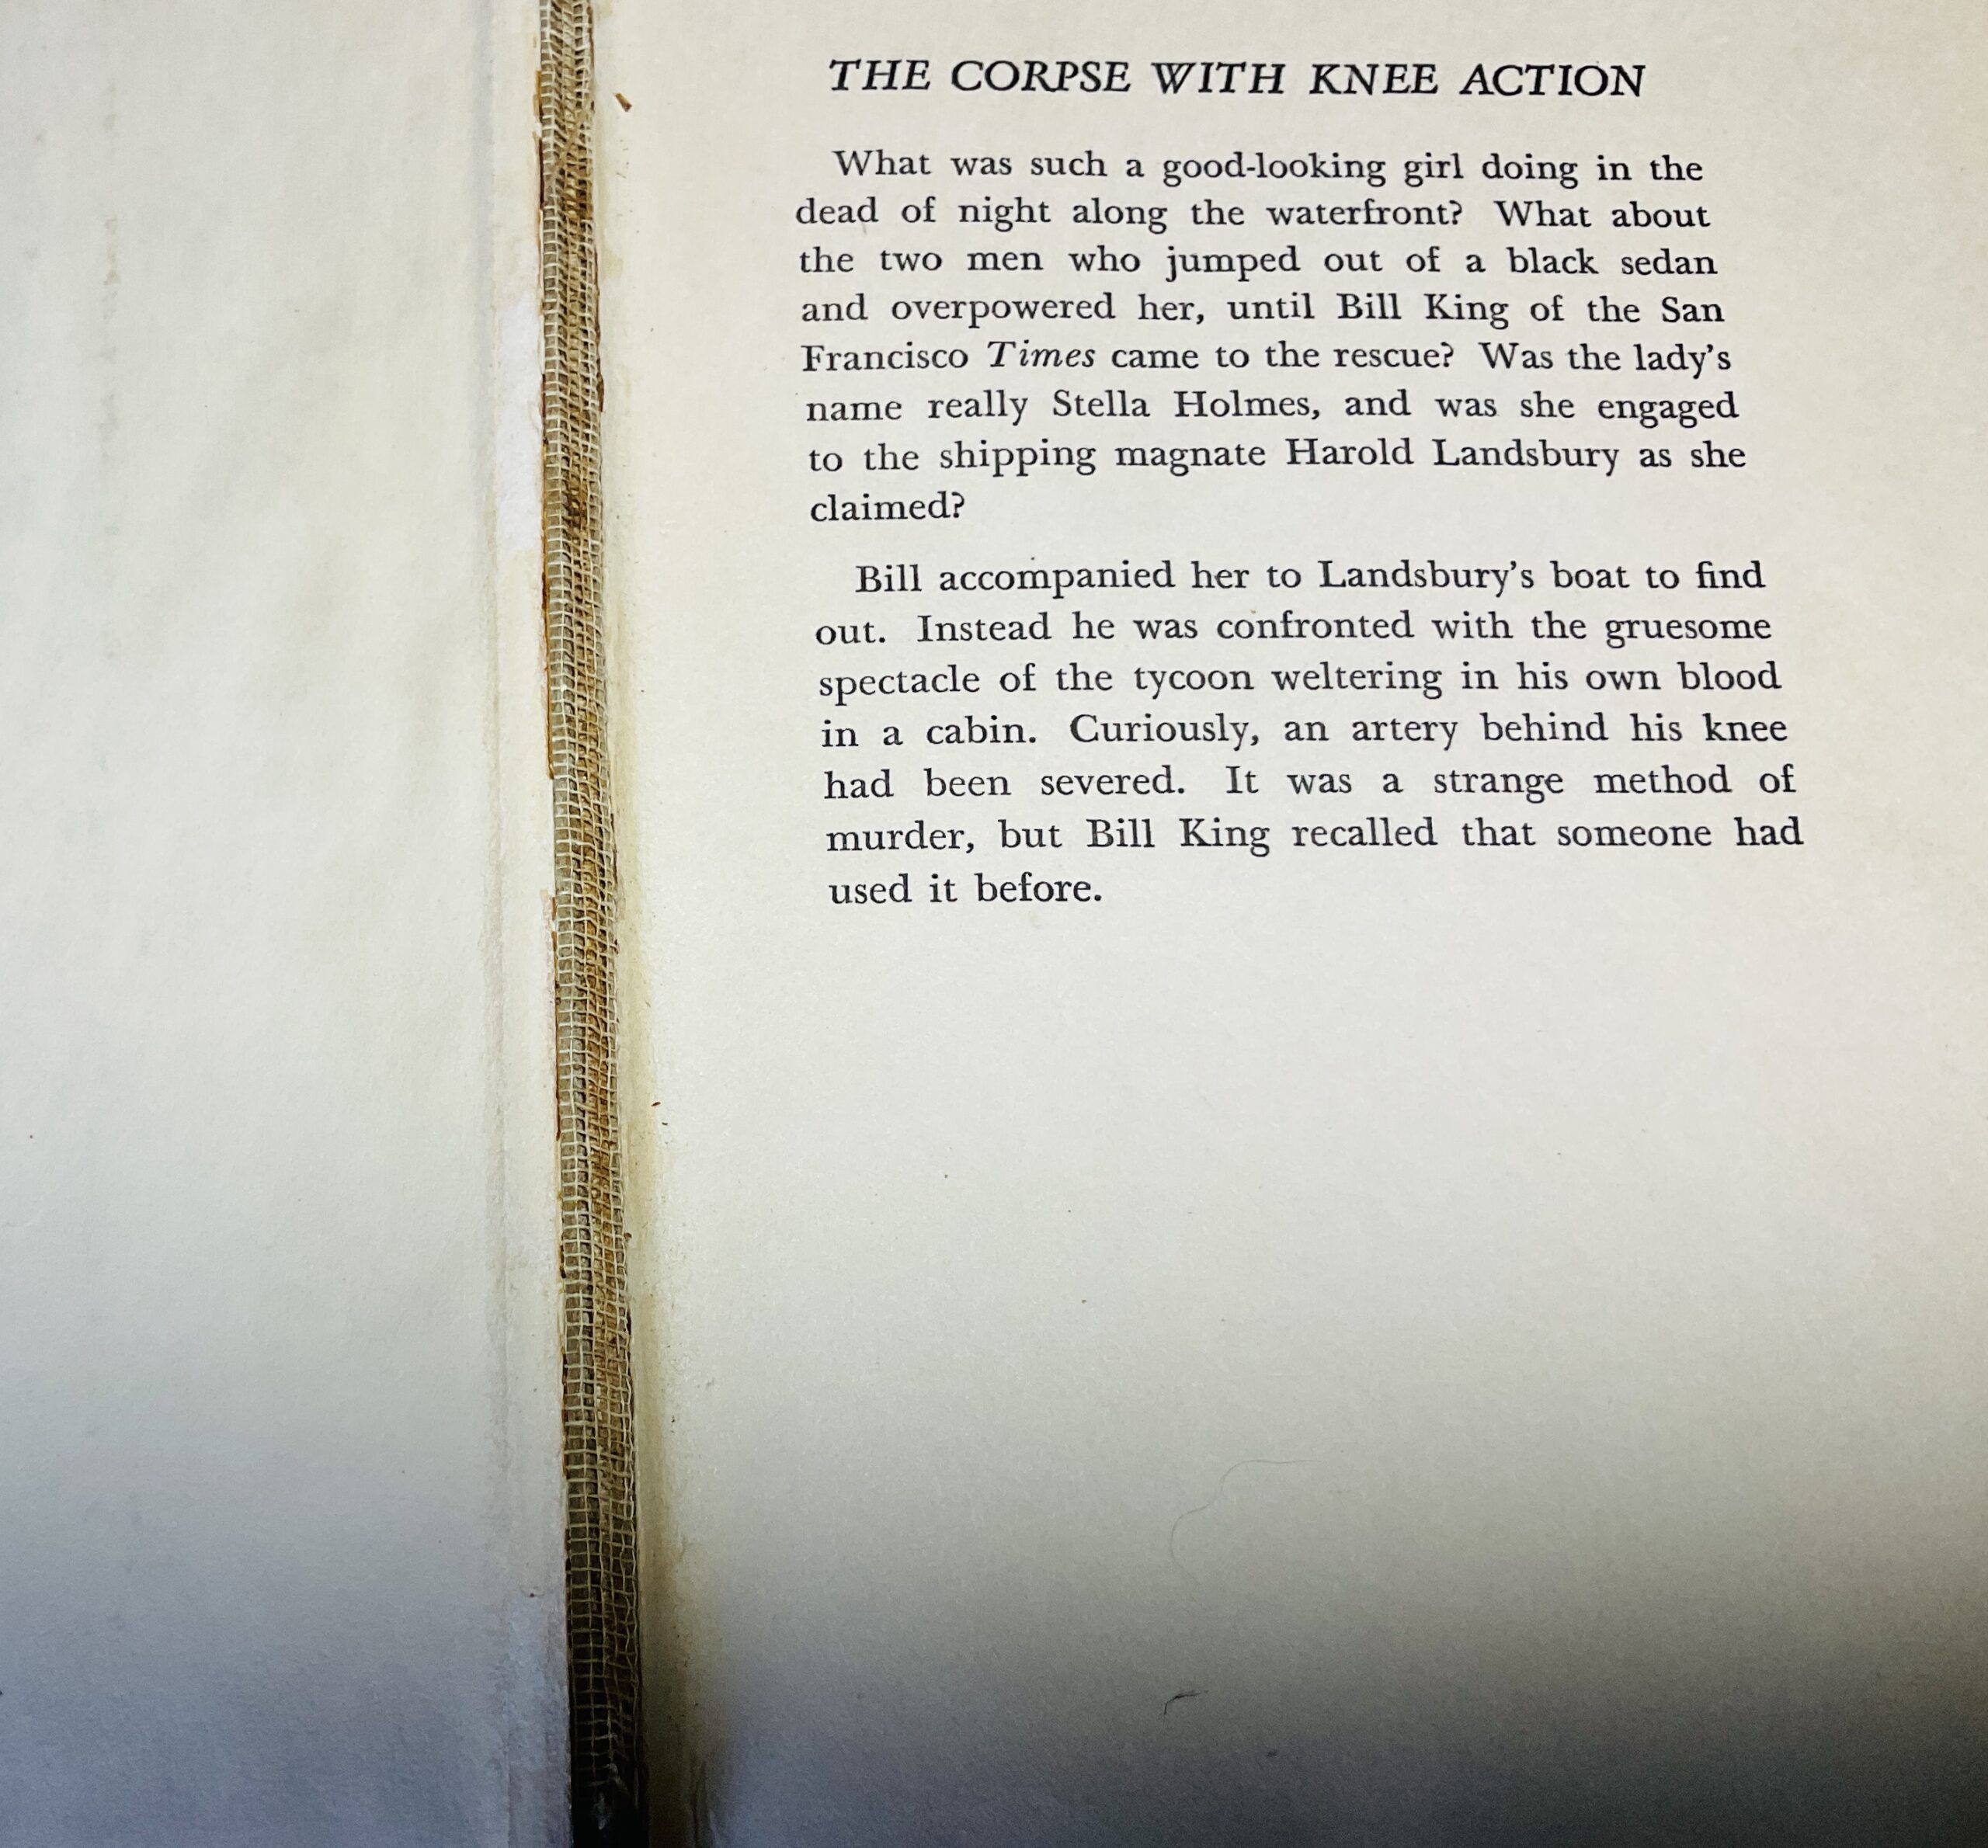 THE CORPSE WITH KNEE ACTION
What was such a good-looking girl doing in the
dead of night along the waterfront? What about
the two men who jumped out of a black sedan
and overpowered her, until Bill King of the San
Francisco Times came to the rescue? Was the lady's
name really Stella Holmes, and was she engaged
to the shipping magnate Harold Landsbury as she
claimed?
Bill accompanied her to Landsbury's boat to find
out. Instead he was confronted with the gruesome
spectacle of the tycoon weltering in his own blood
in a cabin. Curiously, an artery behind his knee
had been severed. It was a strange method of
murder, but Bill King recalled that someone had
used it before.